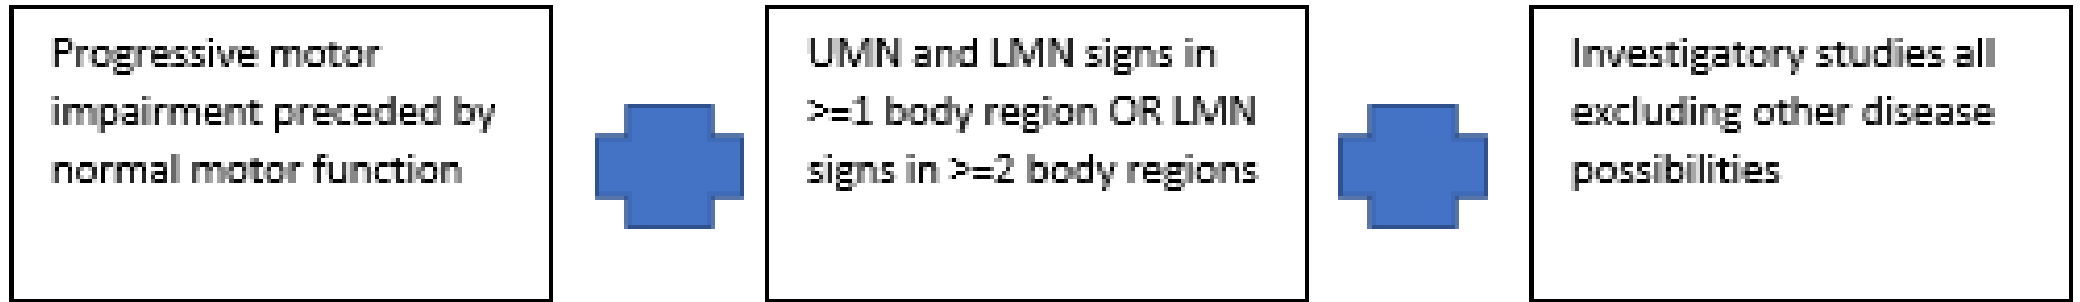 Progressive motor
impairment preceded by
normal motor function
UMN and LMN signs in
>=1 body region OR LMN
signs in >=2 body regions
Investigatory studies all
excluding other disease
possibilities